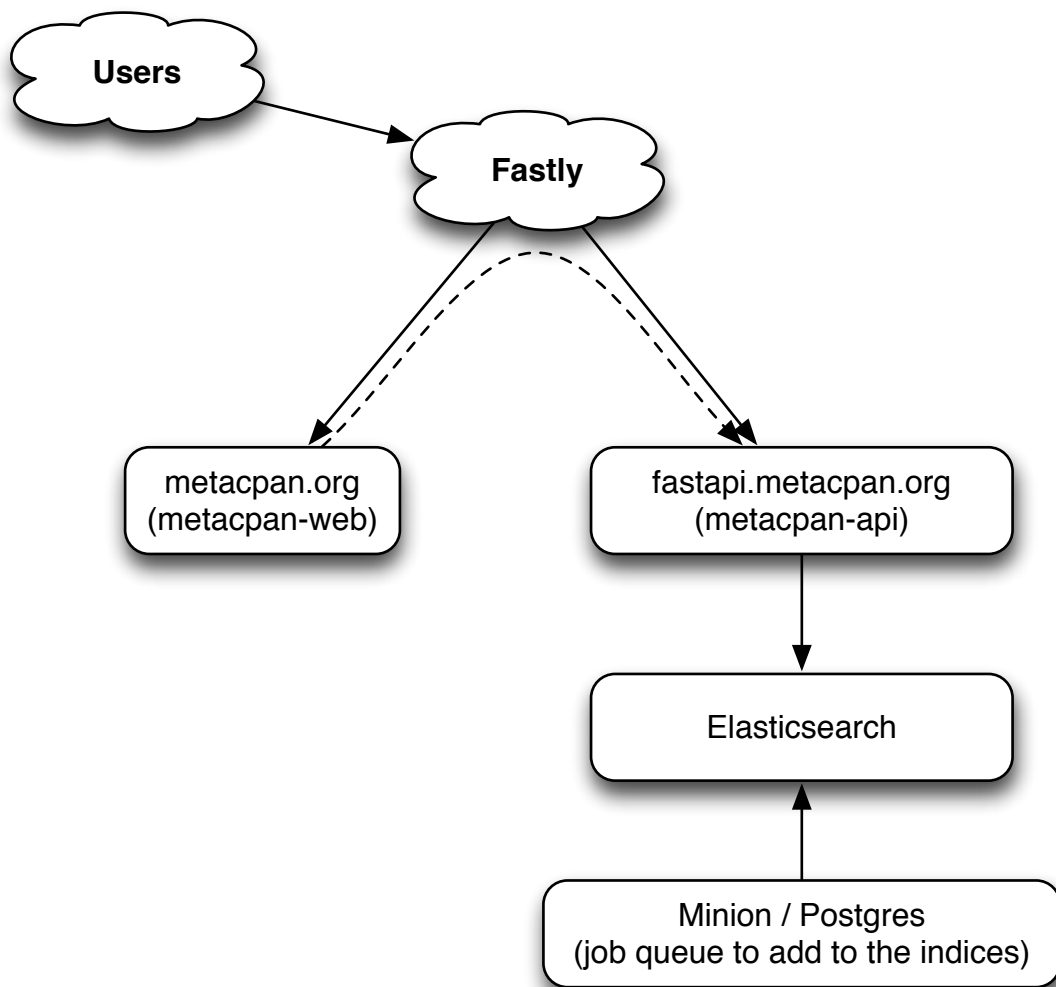 Users
Fastly
metacpan.org
(metacpan-web)
fastapi.metacpan.org
(metacpan-api)
Elasticsearch
Minion / Postgres
(job queue to add to the indices)